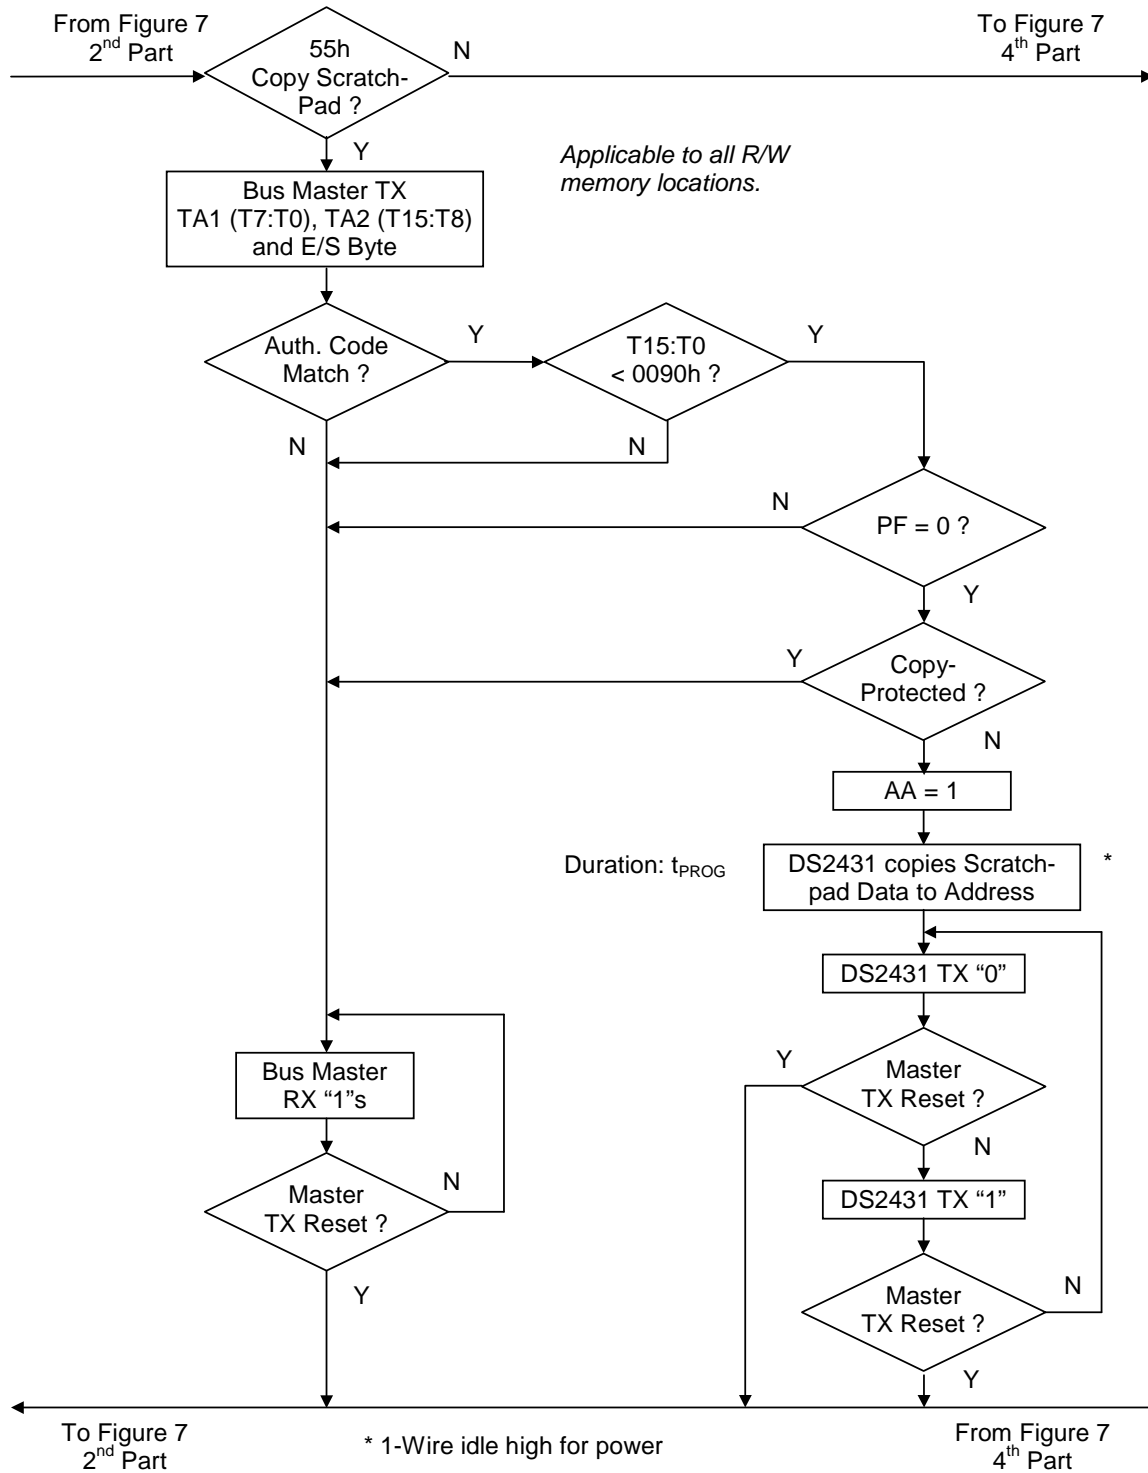 From Figure 7
2nd Part
To Figure 7
4th Part
55h
Copy Scratch-
Pad ?
N
Y
Applicable to all R/W
memory locations.
Bus Master TX
TA1 (T7:T0), TA2 (T15:T8)
and E/S Byte
Auth. Code
Match ?
Y
N
T15:T0
< 0090h ?
Y
N
PF = 0 ?
N
Y
Copy-
Protected ?
Y
N
AA = 1
Duration: tPROG
DS2431 copies Scratch-
pad Data to Address
*
DS2431 TX “0”
Master
TX Reset ?
Y
N
DS2431 TX “1”
Master
TX Reset ?
N
Y
Bus Master
RX “1”s
Master
TX Reset ?
N
Y
To Figure 7
2nd Part
* 1-Wire idle high for power
From Figure 7
4th Part